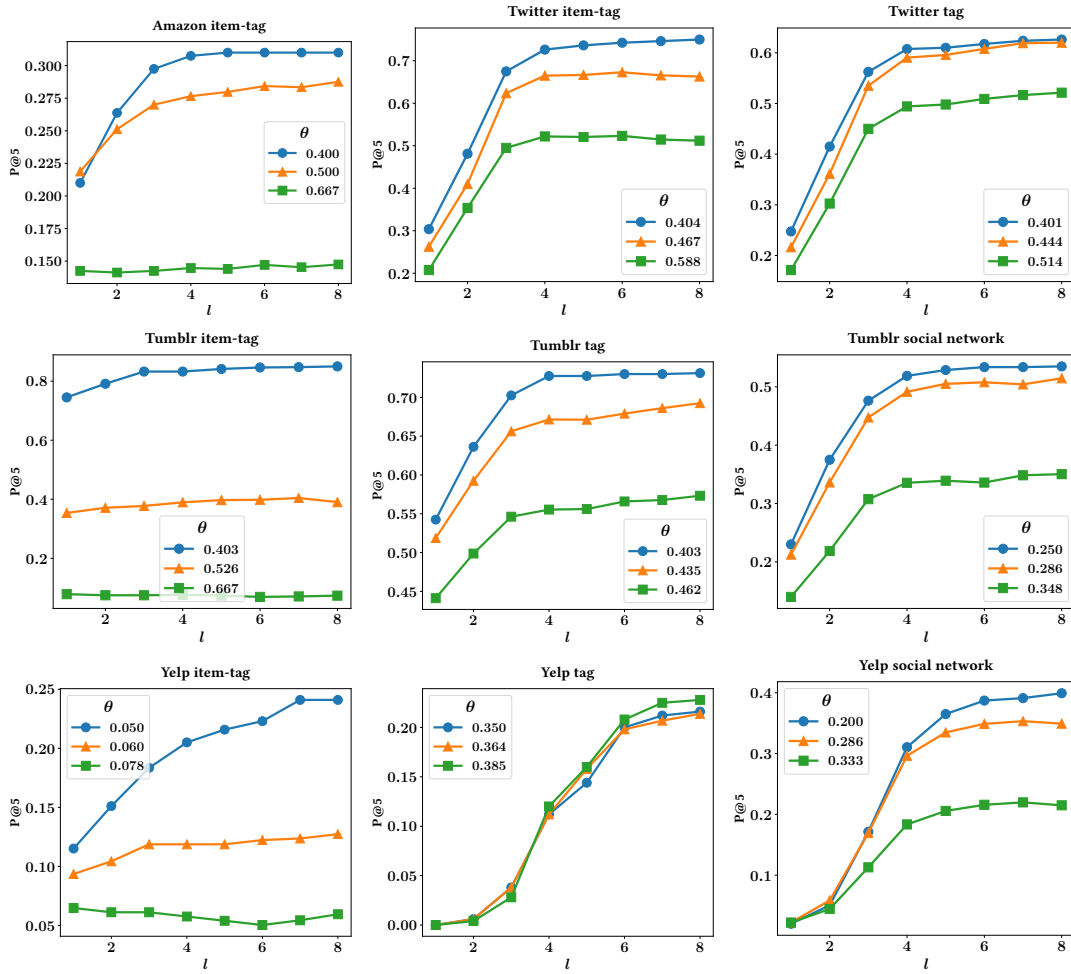 Amazon item-tag
0.300
0.275
0.250
0.225
0.200
0.175
0.150
P@5
θ
0.400
0.500
0.667
2 4 6 8
l
Twitter item-tag
0.7
0.6
0.5
0.4
0.3
0.2
P@5
θ
0.404
0.467
0.588
2 4 6 8
l
Twitter tag
0.6
0.5
0.4
0.3
0.2
P@5
θ
0.401
0.444
0.514
2 4 6 8
l
Tumblr item-tag
0.8
0.6
0.4
0.2
P@5
θ
0.403
0.526
0.667
2 4 6 8
l
Tumblr tag
0.70
0.65
0.60
0.55
0.50
0.45
P@5
θ
0.403
0.435
0.462
2 4 6 8
l
Tumblr social network
0.5
0.4
0.3
0.2
P@5
θ
0.250
0.286
0.348
2 4 6 8
l
Yelp item-tag
0.25
0.20
0.15
0.10
0.05
P@5
θ
0.050
0.060
0.078
2 4 6 8
l
Yelp tag
0.20
0.15
0.10
0.05
0.00
P@5
θ
0.350
0.364
0.385
2 4 6 8
l
Yelp social network
0.4
0.3
0.2
0.1
P@5
θ
0.200
0.286
0.333
2 4 6 8
l